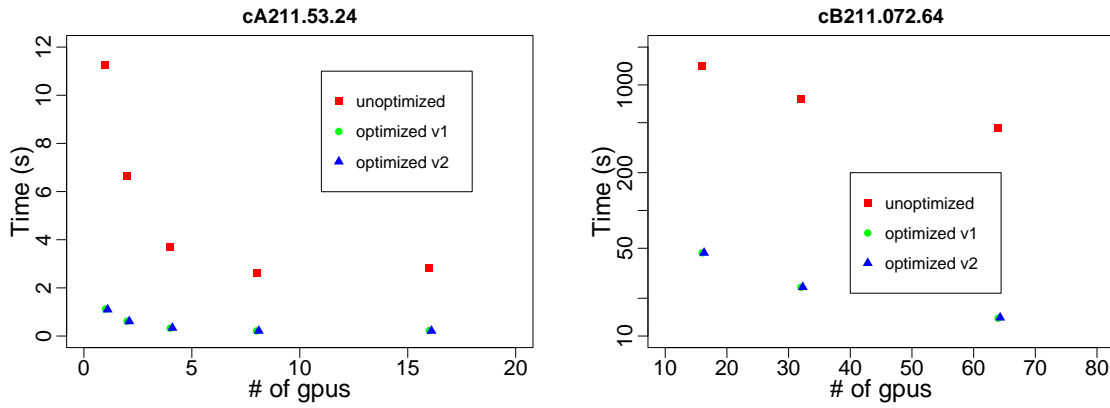 cA211.53.24
Time (s)
12
10
8
6
4
2
0
unoptimized
optimized v1
optimized v2
0 5 10 15 20
# of gpus
cB211.072.64
Time (s)
1000
200
50
10
unoptimized
optimized v1
optimized v2
10 20 30 40 50 60 70 80
# of gpus